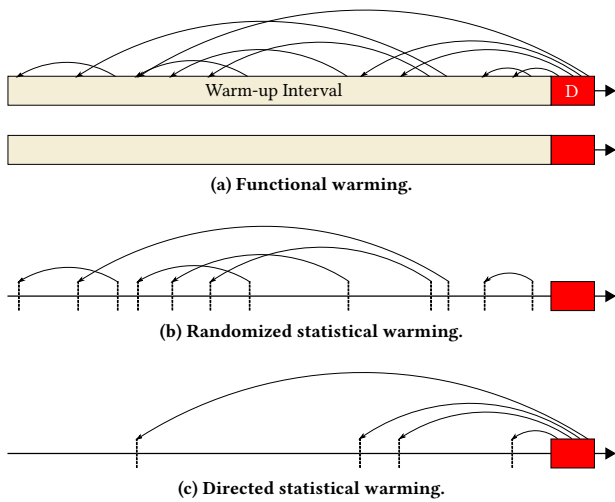 Warm-up Interval
D
(a) Functional warming.
(b) Randomized statistical warming.
(c) Directed statistical warming.